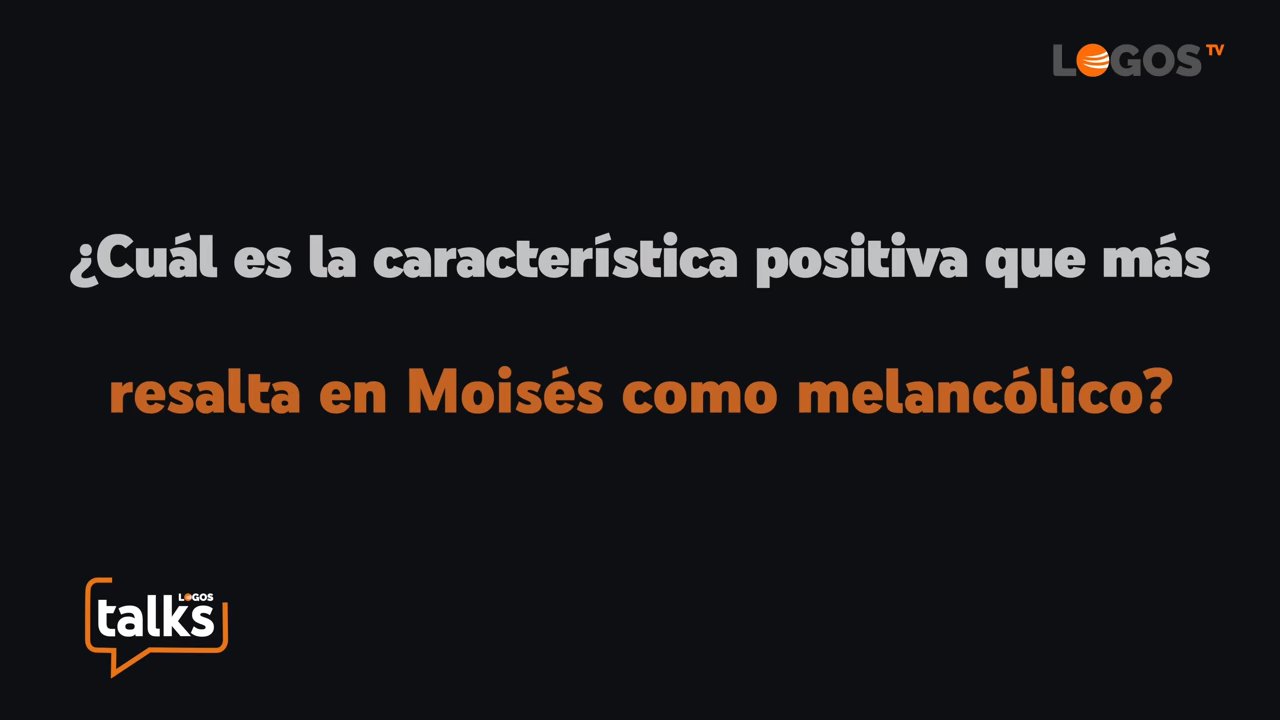 LOGOS TV
¿Cuál es la característica positiva que más
resalta en Moisés como melancólico?
LOGOS
talks